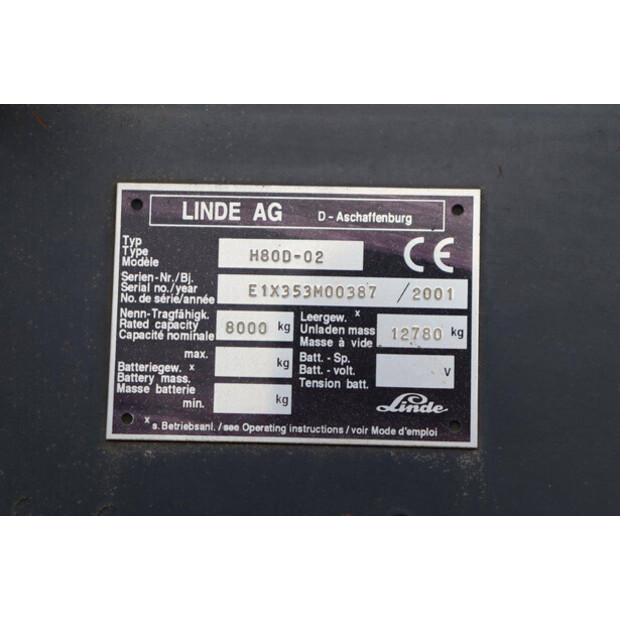 LINDE AG D - Aschaffenburg
Typ
Type
Modèle
H80D-02
CE
Serien - Nr./Bj.
Serial no./year
No. de série/année
E1X353M00387 / 2001
Nenn-Tragfähigk.
Rated capacity
Capacité nominale
8000 kg
Leergew. x
Unladen mass
Masse à vide
12780 kg
max.
Batteriegew. x
Battery mass.
Masse batterie
min.
kg
kg
Batt. - Sp.
Batt. - volt.
Tension batt.
V
Linde
x s. Betriebsanl. / see Operating instructions / voir Mode d'emploi